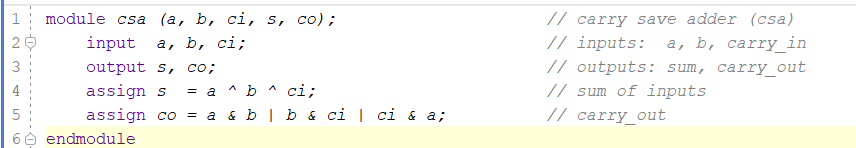 1 module csa (a, b, ci, s, co); // carry save adder (csa)
2 input a, b, ci; // inputs: a, b, carry_in
3 output s, co; // outputs: sum, carry_out
4 assign s = a ^ b ^ ci; // sum of inputs
5 assign co = a & b | b & ci | ci & a; // carry_out
6 endmodule